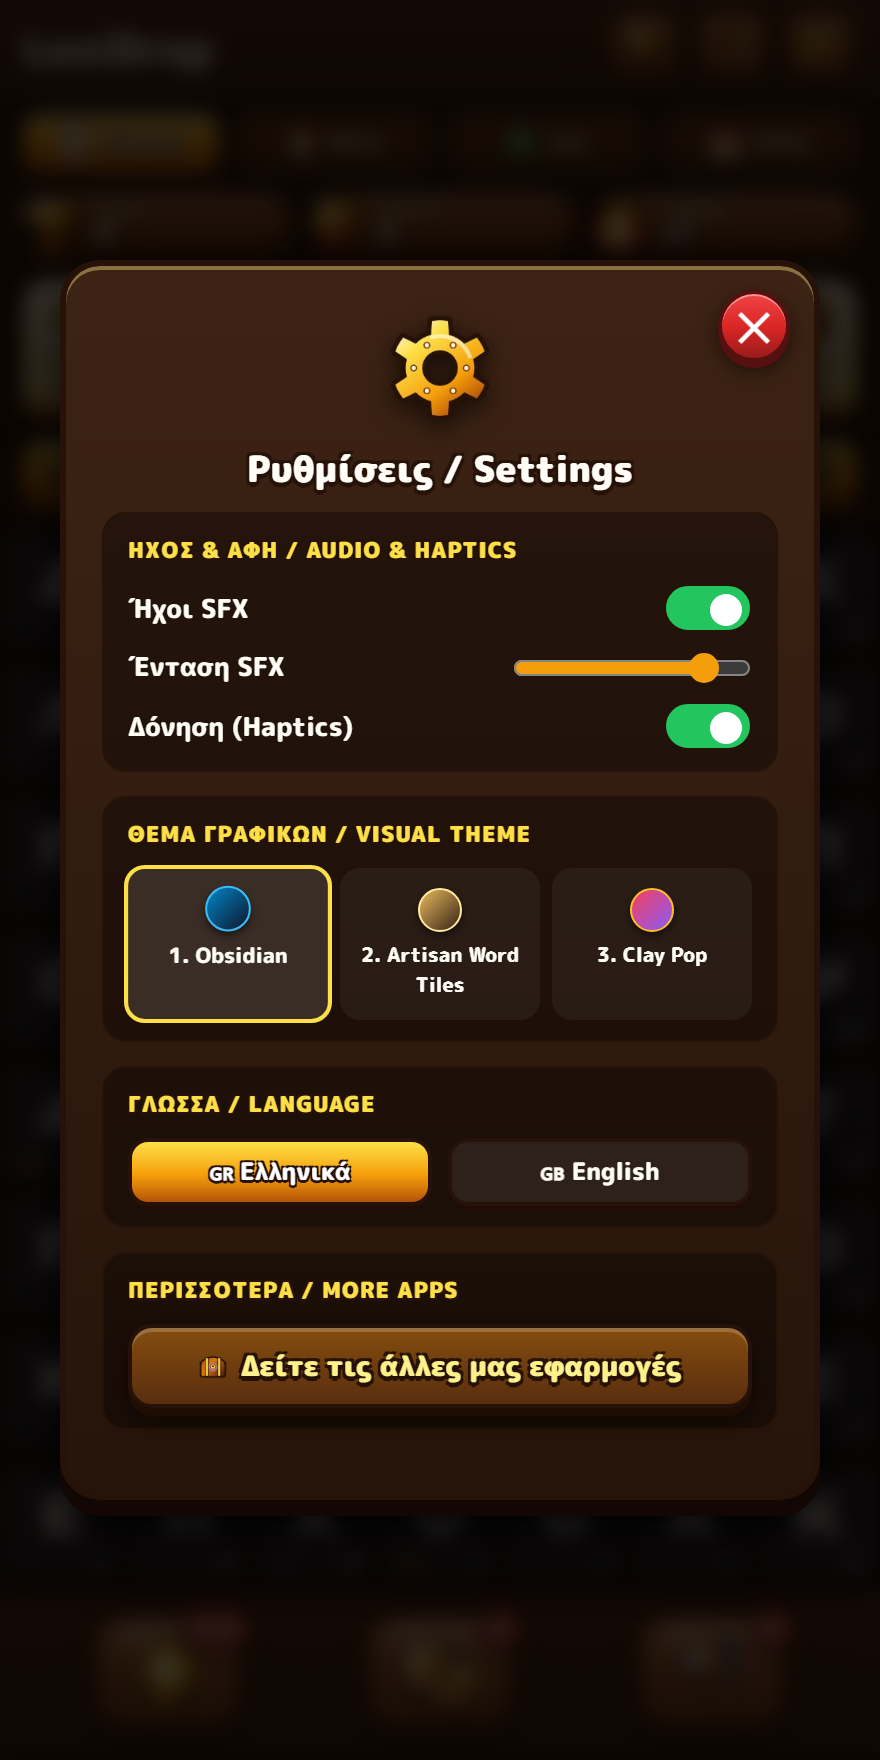 Ρυθμίσεις / Settings
ΗΧΟΣ & ΑΦΗ / AUDIO & HAPTICS
Ήχοι SFX
Ένταση SFX
Δόνηση (Haptics)
ΘΕΜΑ ΓΡΑΦΙΚΩΝ / VISUAL THEME
1. Obsidian
2. Artisan Word
Tiles
3. Clay Pop
ΓΛΩΣΣΑ / LANGUAGE
GR Ελληνικά
GB English
ΠΕΡΙΣΣΟΤΕΡΑ / MORE APPS
Δείτε τις άλλες μας εφαρμογές